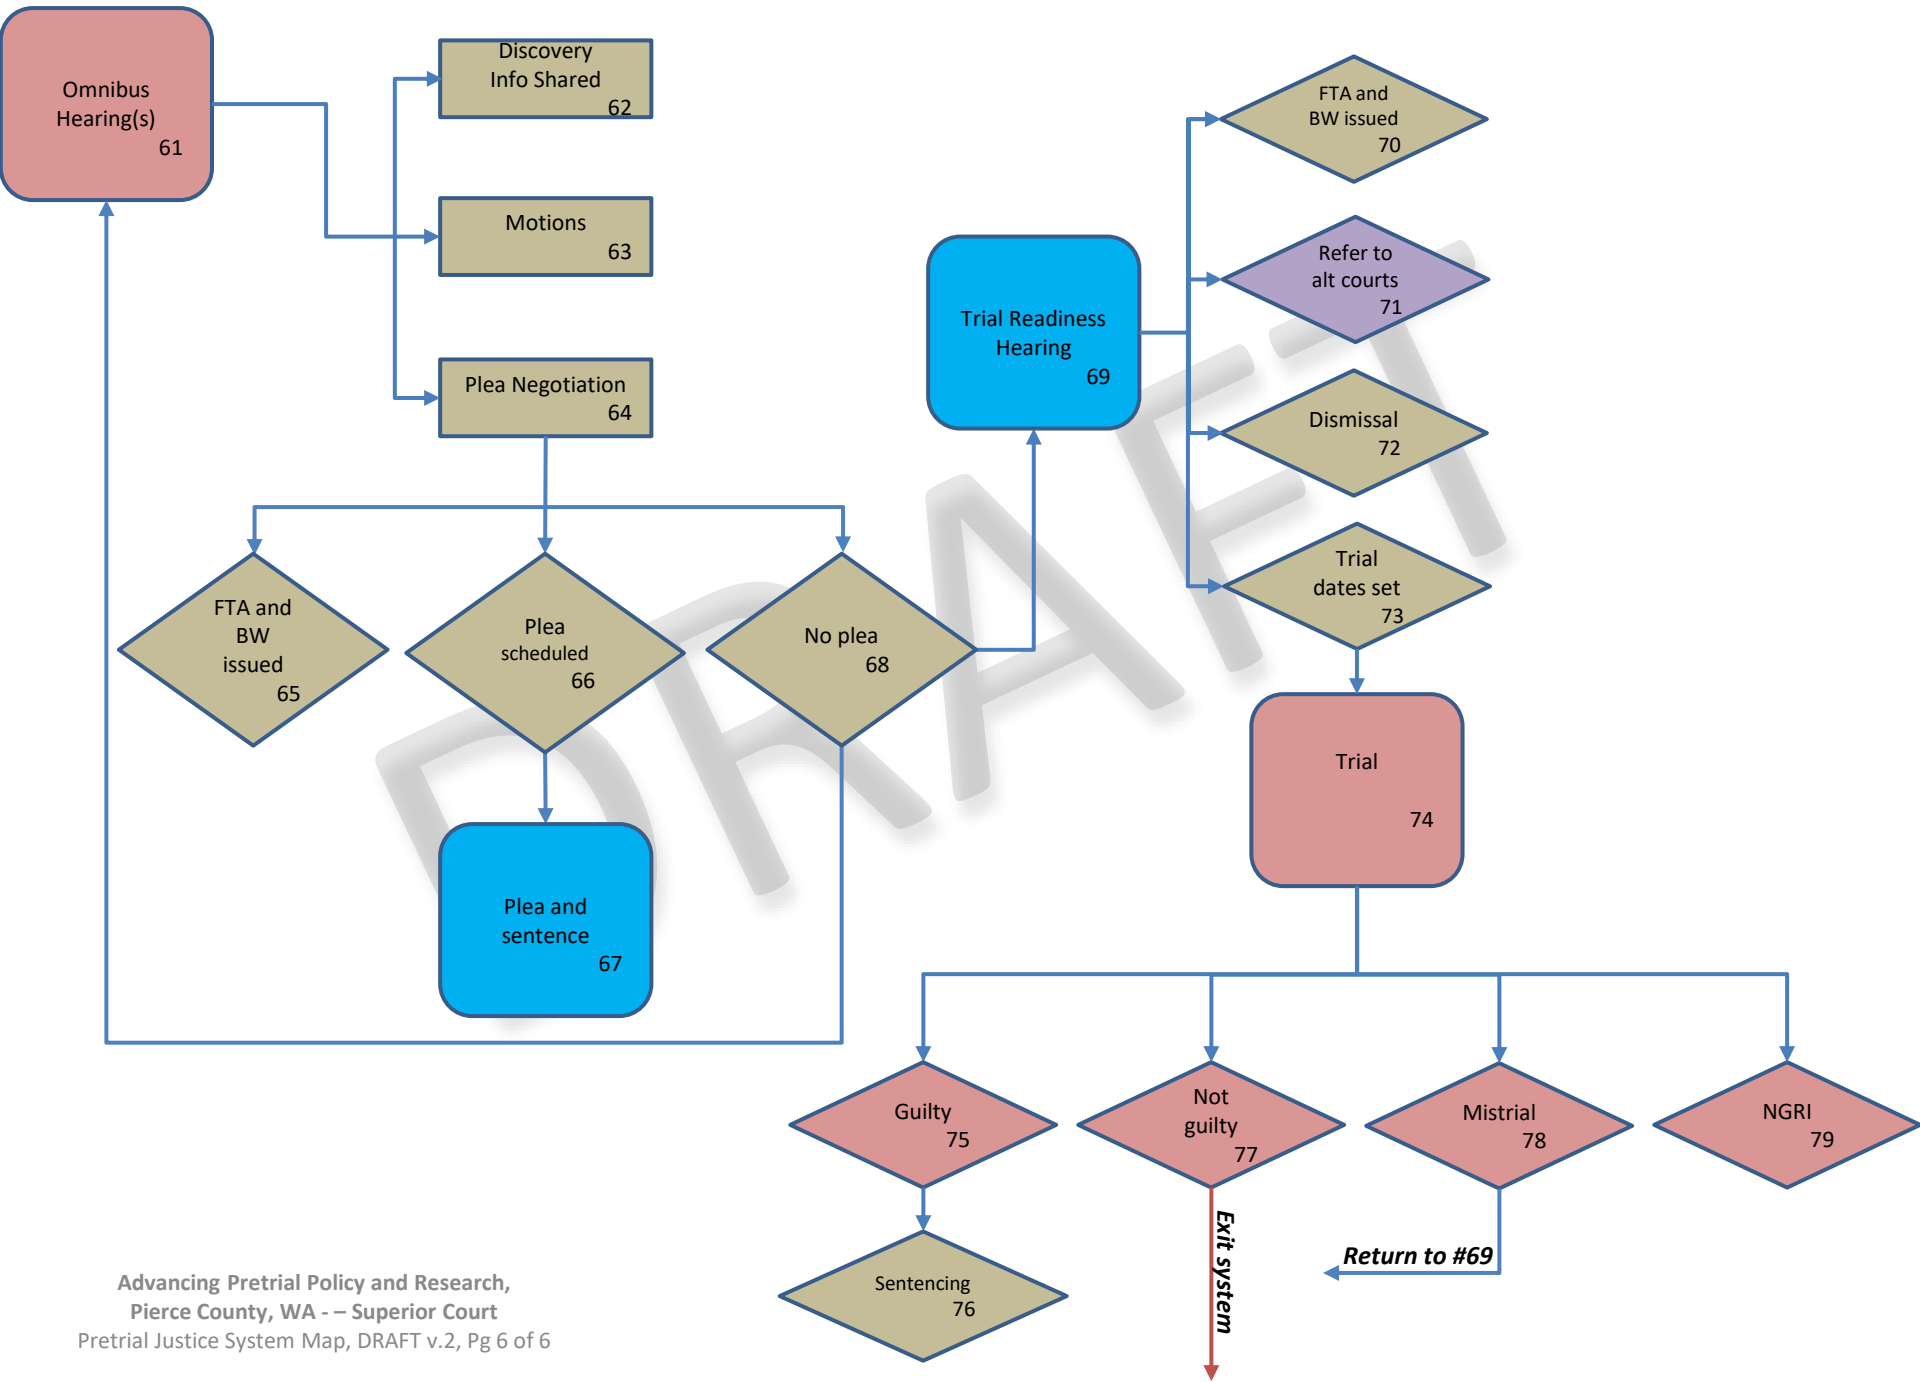 Omnibus
Hearing(s)
61
Discovery
Info Shared
62
Motions
63
Plea Negotiation
64
FTA and
BW
issued
65
Plea
scheduled
66
Plea and
sentence
67
No plea
68
Trial Readiness
Hearing
69
FTA and
BW issued
70
Refer to
alt courts
71
Dismissal
72
Trial
dates set
73
Trial
74
Guilty
75
Sentencing
76
Not
guilty
77
Exit system
Mistrial
78
Return to #69
NGRI
79
DRAFT
Advancing Pretrial Policy and Research,
Pierce County, WA - – Superior Court
Pretrial Justice System Map, DRAFT v.2, Pg 6 of 6